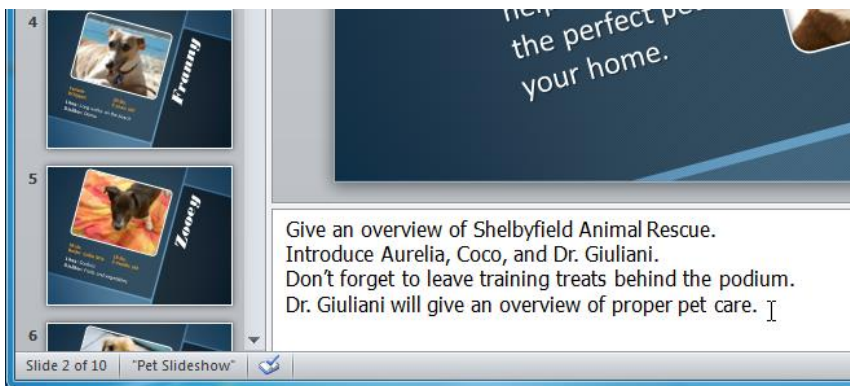 4
Franny
5
Zooey
6
the perfect
your home.
Give an overview of Shelbyfield Animal Rescue.
Introduce Aurelia, Coco, and Dr. Giuliani.
Don't forget to leave training treats behind the podium.
Dr. Giuliani will give an overview of proper pet care.
Slide 2 of 10 "Pet Slideshow"